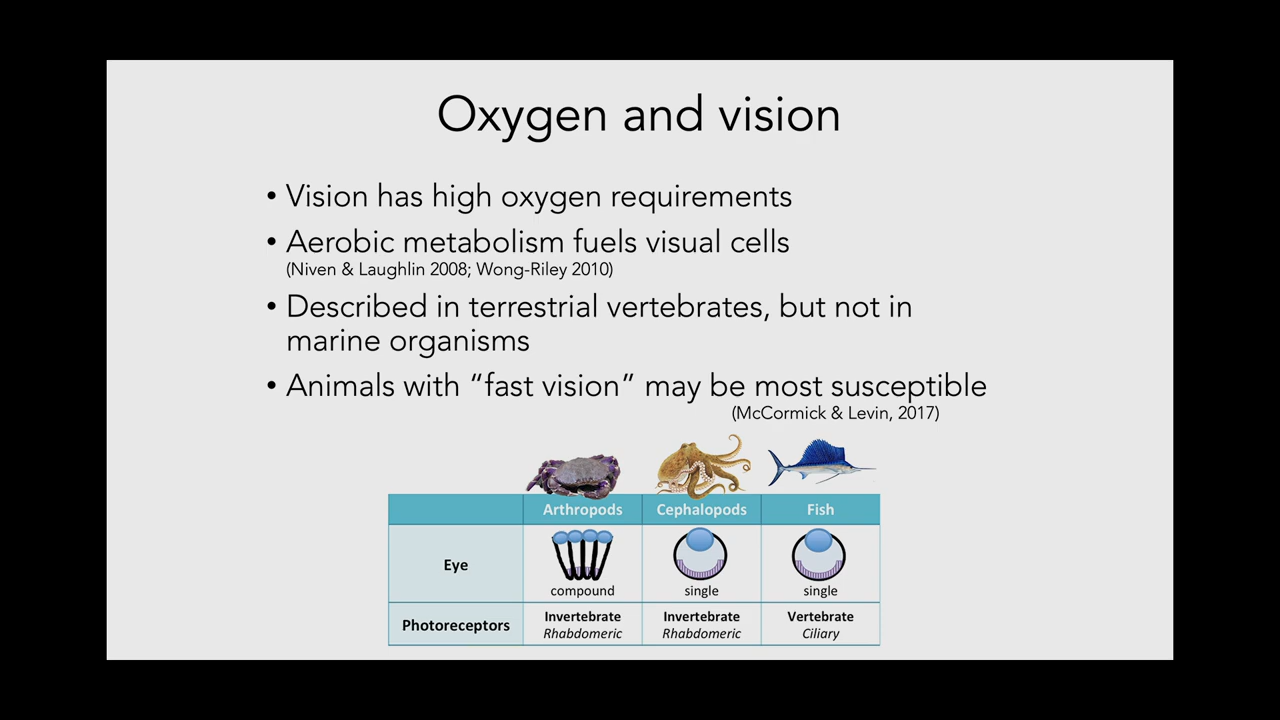 Oxygen and vision
• Vision has high oxygen requirements
• Aerobic metabolism fuels visual cells
(Niven & Laughlin 2008; Wong-Riley 2010)
• Described in terrestrial vertebrates, but not in
marine organisms
• Animals with “fast vision” may be most susceptible
(McCormick & Levin, 2017)
Arthropods Cephalopods Fish
Eye
compound single single
Photoreceptors
Invertebrate Invertebrate Vertebrate
Rhabdomeric Rhabdomeric Ciliary